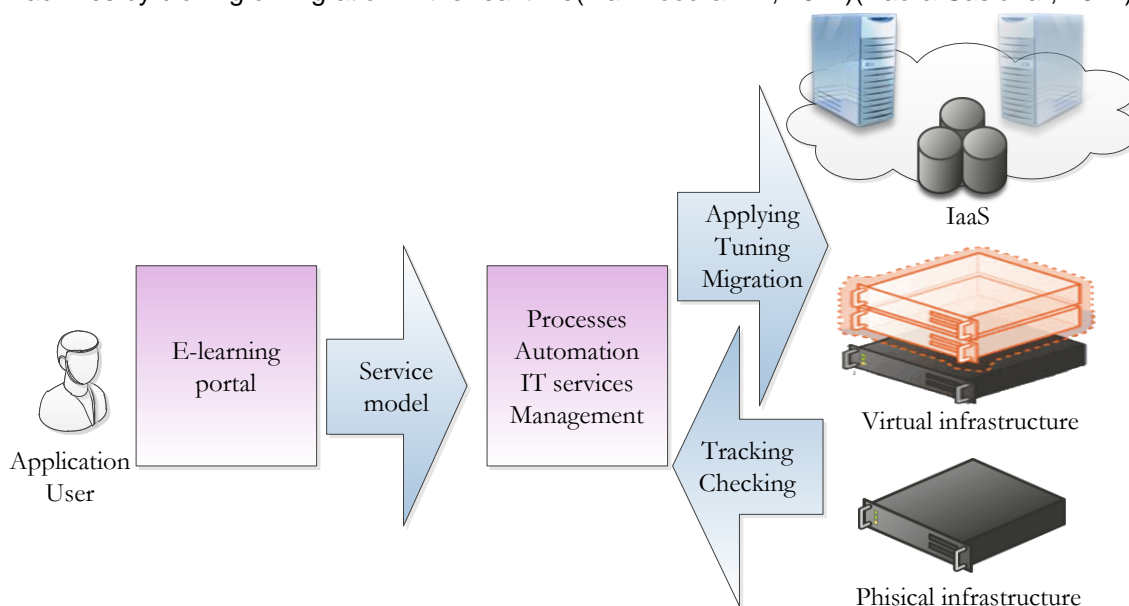 Applying
Tuning
Migration
IaaS
E-learning
portal
Service
model
Processes
Automation
IT services
Management
Virtual infrastructure
Application
User
Tracking
Checking
Phisical infrastructure